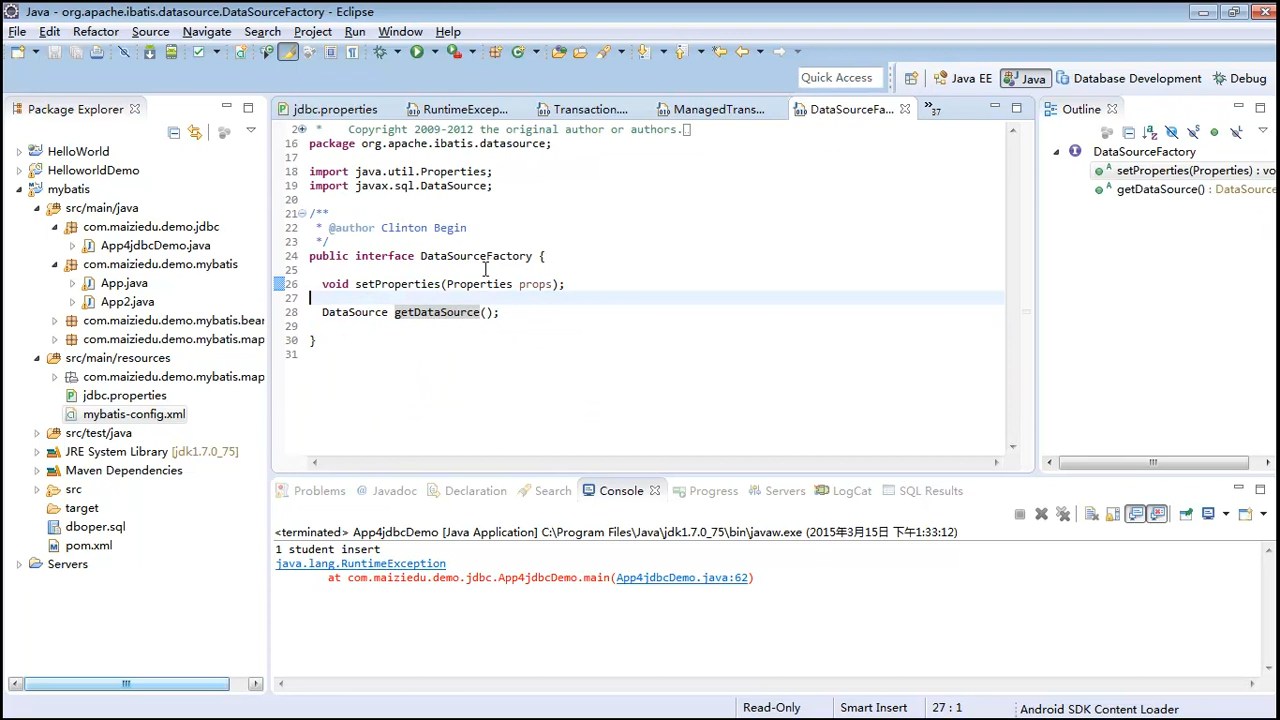 Java - org.apache.ibatis.datasource.DataSourceFactory - Eclipse
File Edit Refactor Source Navigate Search Project Run Window Help
Quick Access
Java EE
Java
Database Development
Debug
Package Explorer
HelloWorld
HelloworldDemo
mybatis
src/main/java
com.maiziedu.demo.jdbc
App4jdbcDemo.java
com.maiziedu.demo.mybatis
App.java
App2.java
com.maiziedu.demo.mybatis.bear
com.maiziedu.demo.mybatis.map
src/main/resources
com.maiziedu.demo.mybatis.map
jdbc.properties
mybatis-config.xml
src/test/java
JRE System Library [jdk1.7.0_75]
Maven Dependencies
src
target
dboper.sql
pom.xml
Servers
jdbc.properties
RuntimeExcep...
Transaction....
ManagedTrans...
DataSourceFa...
37
2 * Copyright 2009-2012 the original author or authors.
16 package org.apache.ibatis.datasource;
17
18 import java.util.Properties;
19 import javax.sql.DataSource;
20
21 /**
22 * @author Clinton Begin
23 */
24 public interface DataSourceFactory {
25
26 void setProperties(Properties props);
27
28 DataSource getDataSource();
29
30 }
31
Outline
DataSourceFactory
setProperties(Properties) : vo
getDataSource() : DataSource
Problems
Javadoc
Declaration
Search
Console
Progress
Servers
LogCat
SQL Results
<terminated> App4jdbcDemo [Java Application] C:\Program Files\Java\jdk1.7.0_75\bin\javaw.exe (2015年3月15日 下午1:33:12)
1 student insert
java.lang.RuntimeException
at com.maiziedu.demo.jdbc.App4jdbcDemo.main(App4jdbcDemo.java:62)
Read-Only
Smart Insert
27 : 1
Android SDK Content Loader